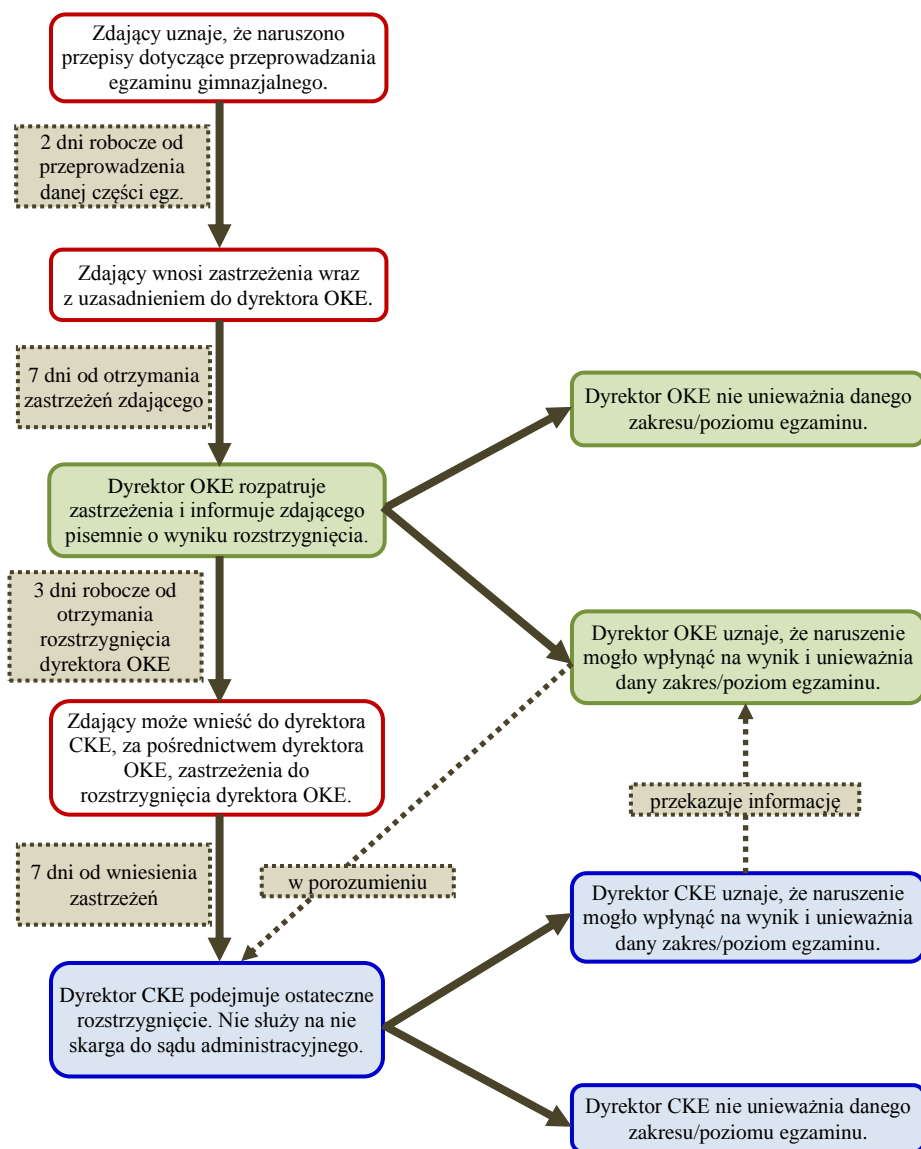 Zdający uznaje, że naruszono
przepisy dotyczące przeprowadzania
egzaminu gimnazjalnego.
2 dni robocze od
przeprowadzenia
danej części egz.
Zdający wnosi zastrzeżenia wraz
z uzasadnieniem do dyrektora OKE.
7 dni od otrzymania
zastrzeżeń zdającego
Dyrektor OKE nie unieważnia danego
zakresu/poziomu egzaminu.
Dyrektor OKE rozpatruje
zastrzeżenia i informuje zdającego
pisemnie o wyniku rozstrzygnięcia.
3 dni robocze od
otrzymania
rozstrzygnięcia
dyrektora OKE
Dyrektor OKE uznaje, że naruszenie
mogło wpłynąć na wynik i unieważnia
dany zakres/poziom egzaminu.
Zdający może wnieść do dyrektora
CKE, za pośrednictwem dyrektora
OKE, zastrzeżenia do
rozstrzygnięcia dyrektora OKE.
przekazuje informację
7 dni od wniesienia
zastrzeżeń
w porozumieniu
Dyrektor CKE uznaje, że naruszenie
mogło wpłynąć na wynik i unieważnia
dany zakres/poziom egzaminu.
Dyrektor CKE podejmuje ostateczne
rozstrzygnięcie. Nie służy na nie
skarga do sądu administracyjnego.
Dyrektor CKE nie unieważnia danego
zakresu/poziomu egzaminu.